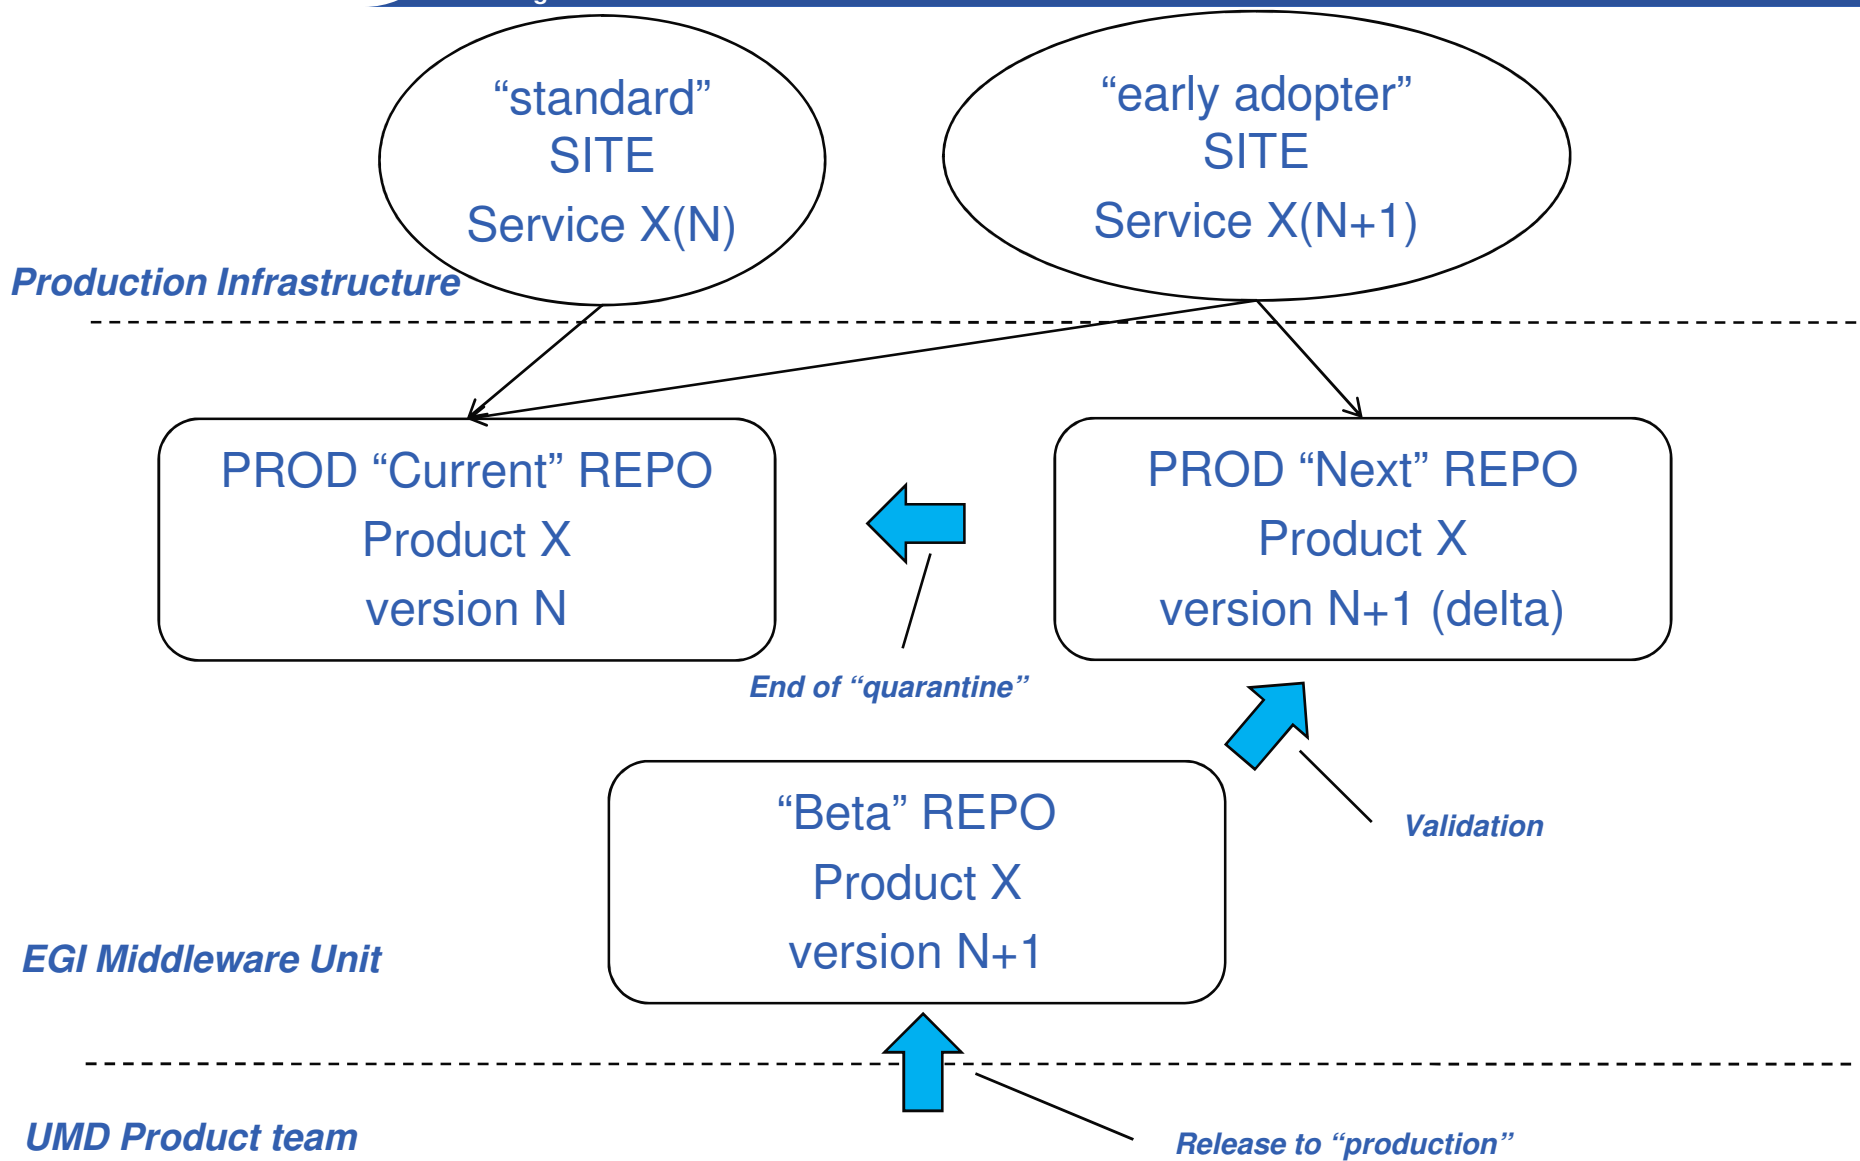 “standard”
SITE
Service X(N)
“early adopter”
SITE
Service X(N+1)
Production Infrastructure
PROD “Current” REPO
Product X
version N
PROD “Next” REPO
Product X
version N+1 (delta)
End of “quarantine”
“Beta” REPO
Product X
version N+1
Validation
EGI Middleware Unit
UMD Product team
Release to “production”